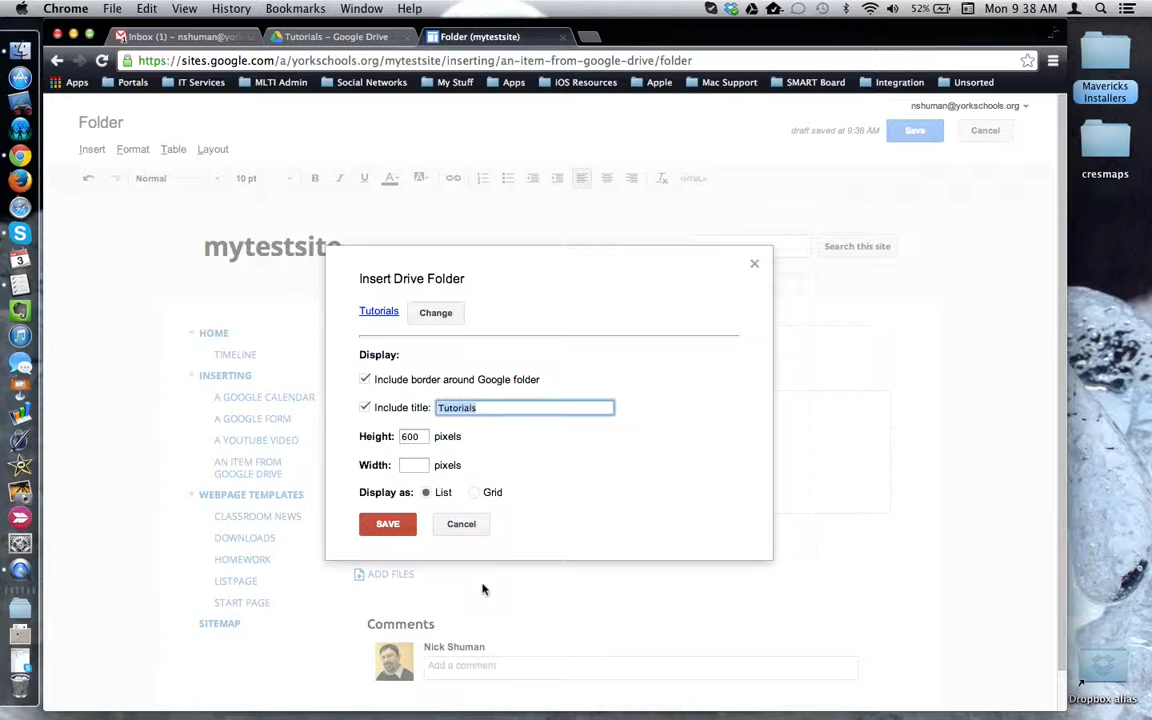 Chrome File Edit View History Bookmarks Window Help 52% Mon 9:38 AM
Inbox (1) - nshuman@york Tutorials - Google Drive Folder (mytestsite)
https://sites.google.com/a/yorkschools.org/mytestsite/inserting/an-item-from-google-drive/folder
Apps Portals IT Services MLTI Admin Social Networks My Stuff iOS Resources Apple Mac Support SMART Board Integration Unsorted
Mavericks
Installers
nshuman@yorkschools.org
Folder
draft saved at 9:38 AM Save Cancel
Insert Format Table Layout
cresmaps
Normal 10 pt B I U A A <HTML>
mytestsite
Search this site
Insert Drive Folder
Tutorials Change
Display:
Include border around Google folder
Include title: Tutorials
Height: 600 pixels
Width: pixels
Display as: List Grid
SAVE Cancel
HOME
TIMELINE
INSERTING
A GOOGLE CALENDAR
A GOOGLE FORM
A YOUTUBE VIDEO
AN ITEM FROM
GOOGLE DRIVE
WEBPAGE TEMPLATES
CLASSROOM NEWS
DOWNLOADS
HOMEWORK
LISTPAGE
START PAGE
SITEMAP
ADD FILES
Comments
Nick Shuman
Add a comment
Dropbox alias